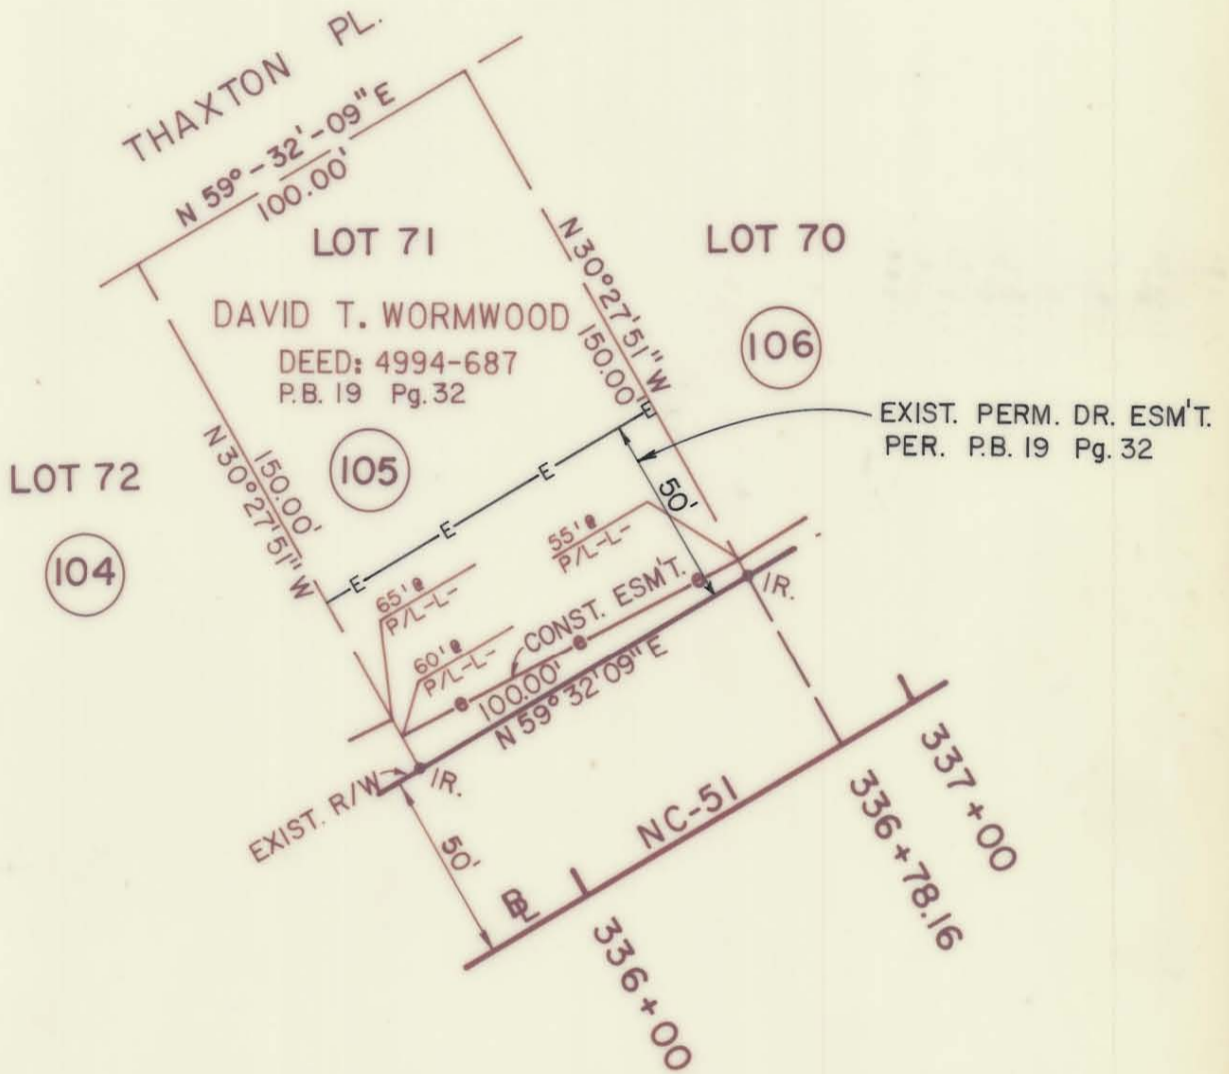 THAXTON PL.
N 59°-32'-09" E
100.00'
LOT 71
LOT 70
DAVID T. WORMWOOD
DEED: 4994-687
P.B. 19 Pg. 32
N 30°27'51" W
150.00'
106
EXIST. PERM. DR. ESM'T.
PER. P.B. 19 Pg. 32
LOT 72
104
105
N 30°27'51" W
150.00'
E
E
E
E
50'
55'@
P/L-L-
65'@
P/L-L-
60'@
P/L-L-
CONST. ESM'T.
100.00'
N 59° 32' 09" E
IR.
IR.
EXIST. R/W
50'
NC-51
BL
336+00
336+78.16
337+00